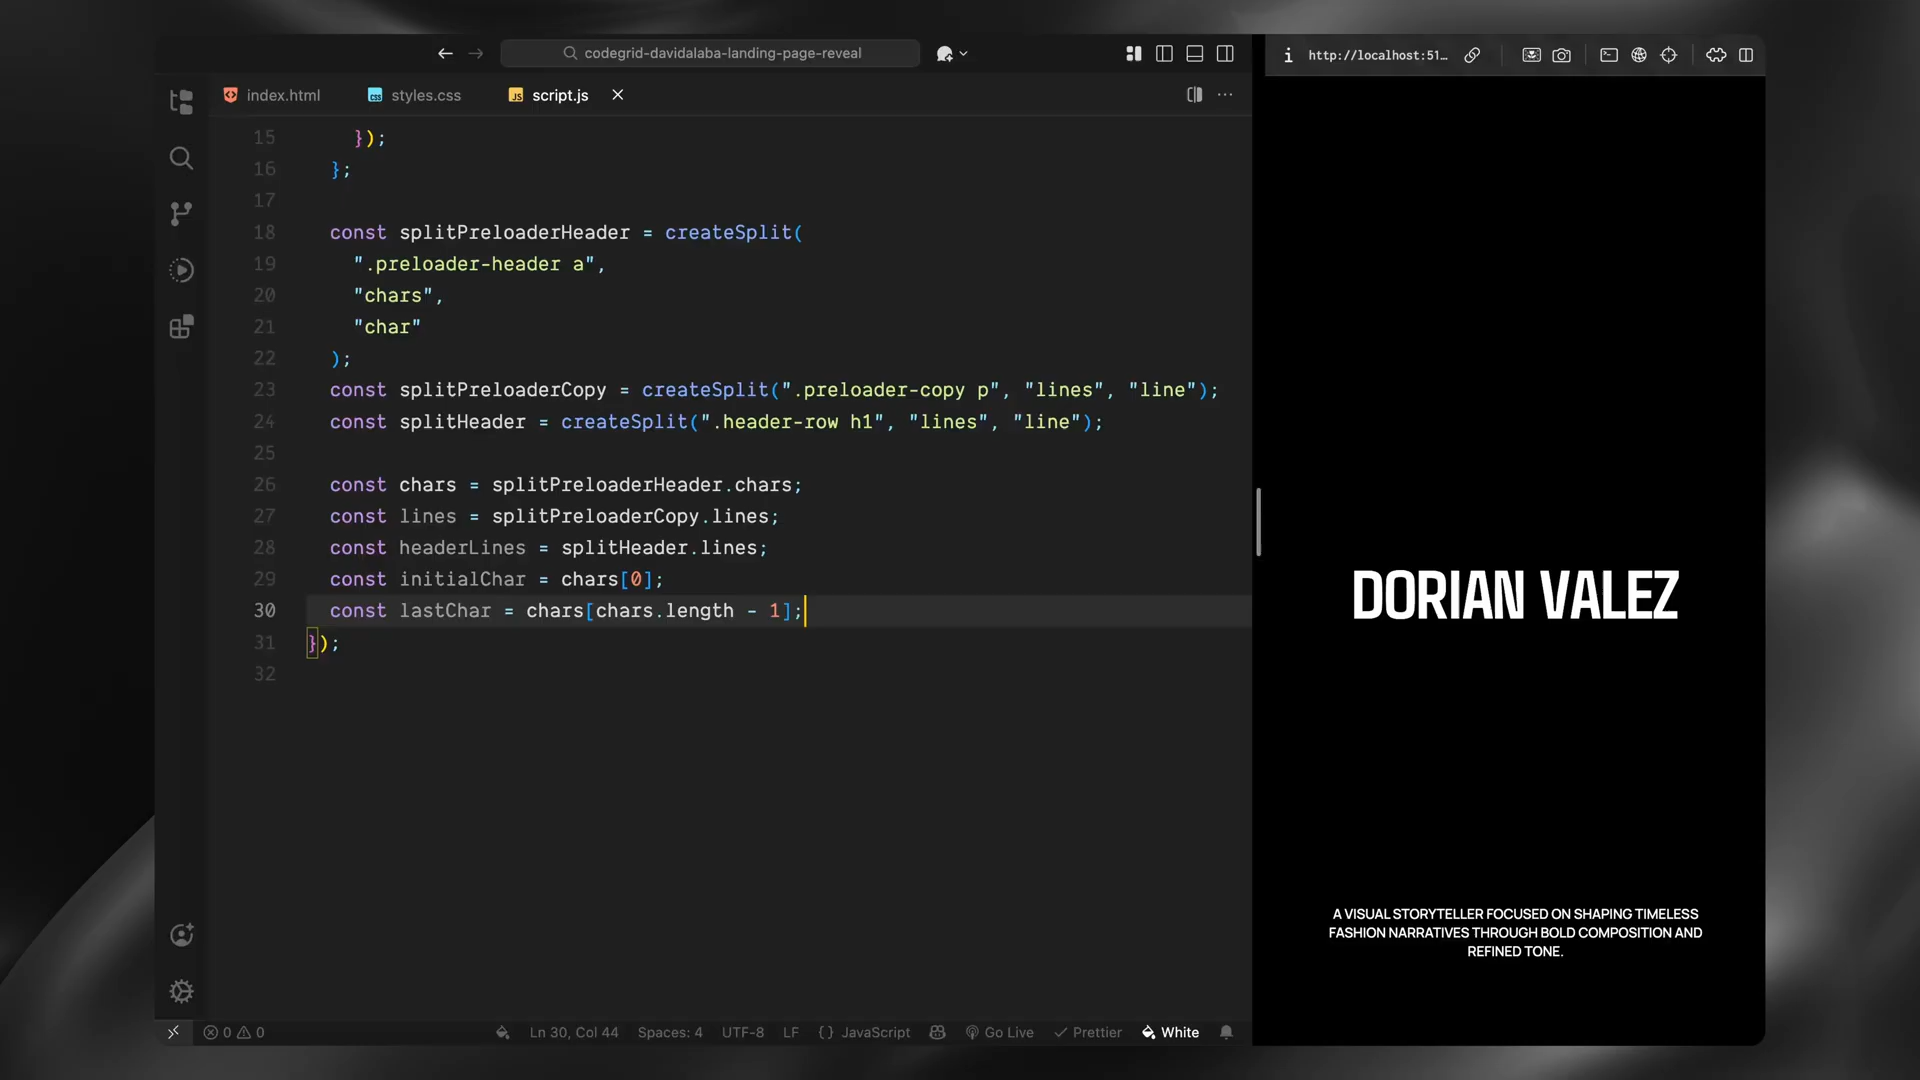 codegrid-davidalaba-landing-page-reveal
http://localhost:51…
index.html
styles.css
script.js
15 });
16 };
17
18 const splitPreloaderHeader = createSplit(
19 ".preloader-header a",
20 "chars",
21 "char"
22 );
23 const splitPreloaderCopy = createSplit(".preloader-copy p", "lines", "line");
24 const splitHeader = createSplit(".header-row h1", "lines", "line");
25
26 const chars = splitPreloaderHeader.chars;
27 const lines = splitPreloaderCopy.lines;
28 const headerLines = splitHeader.lines;
29 const initialChar = chars[0];
30 const lastChar = chars[chars.length - 1];
31 });
32
DORIAN VALEZ
A VISUAL STORYTELLER FOCUSED ON SHAPING TIMELESS
FASHION NARRATIVES THROUGH BOLD COMPOSITION AND
REFINED TONE.
0 0 Ln 30, Col 44 Spaces: 4 UTF-8 LF {} JavaScript Go Live Prettier White